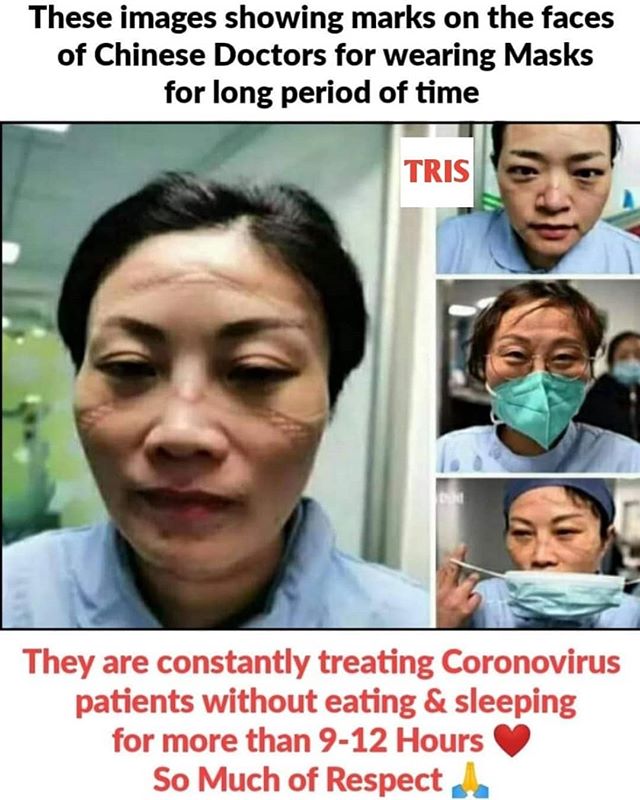 These images showing marks on the faces
of Chinese Doctors for wearing Masks
for long period of time
TRIS
They are constantly treating Coronovirus
patients without eating & sleeping
for more than 9-12 Hours ❤️
So Much of Respect 🙏